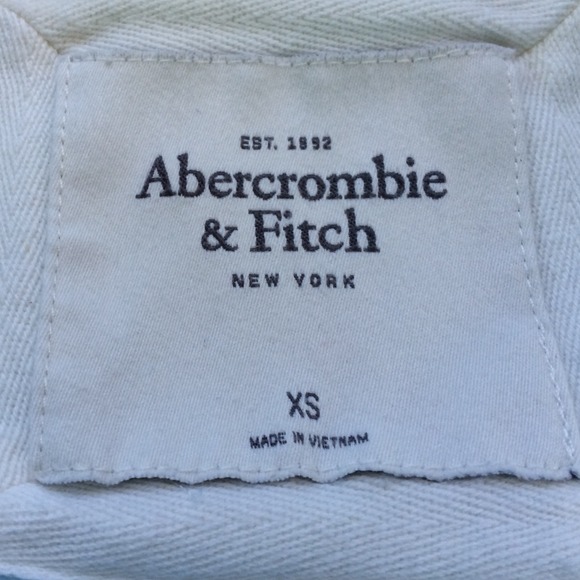 EST. 1892
Abercrombie
& Fitch
NEW YORK
XS
MADE IN VIETNAM